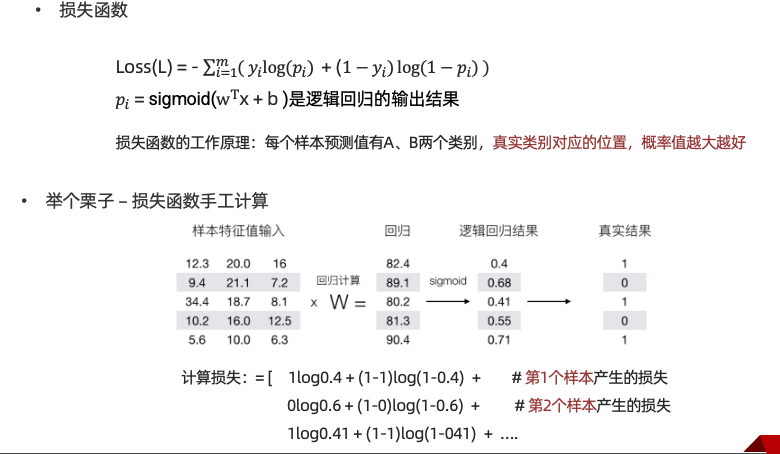 • 损失函数
Loss(L) = - ∑ᵢ₌₁ᵐ( yᵢlog(pᵢ) + (1 − yᵢ) log(1 − pᵢ) )
pᵢ = sigmoid(wᵀx + b )是逻辑回归的输出结果
损失函数的工作原理：每个样本预测值有A、B两个类别，真实类别对应的位置，概率值越大越好
• 举个栗子 – 损失函数手工计算
样本特征值输入 回归 逻辑回归结果 真实结果
12.3 20.0 16 82.4 0.4 1
9.4 21.1 7.2 回归计算 89.1 sigmoid 0.68 0
34.4 18.7 8.1 x W = 80.2 0.41 1
10.2 16.0 12.5 81.3 0.55 0
5.6 10.0 6.3 90.4 0.71 1
计算损失：= [ 1log0.4 + (1-1)log(1-0.4) + # 第1个样本产生的损失
0log0.6 + (1-0)log(1-0.6) + # 第2个样本产生的损失
1log0.41 + (1-1)log(1-041) + ....